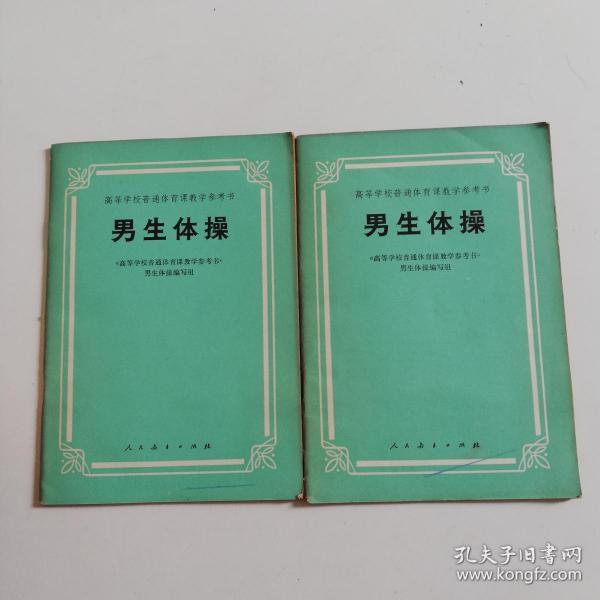 高等学校普通体育课教学参考书
男生体操
《高等学校普通体育课教学参考书》
男生体操编写组
人民教育出版社
高等学校普通体育课教学参考书
男生体操
《高等学校普通体育课教学参考书》
男生体操编写组
人民教育出版社
孔夫子旧书网
www.kongfz.com